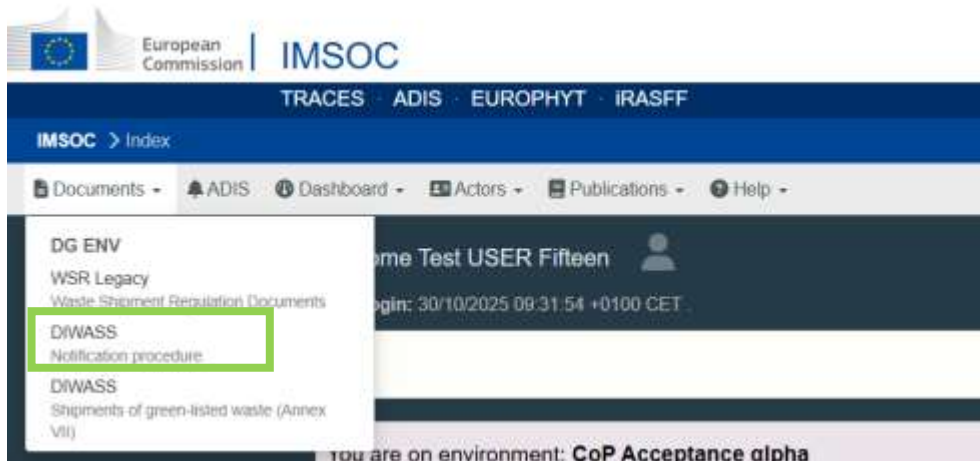 European
Commission
IMSOC
TRACES · ADIS · EUROPHYT · iRASFF
IMSOC > Index
Documents ADIS Dashboard Actors Publications Help
DG ENV
WSR Legacy
Waste Shipment Regulation Documents
DIWASS
Notification procedure
DIWASS
Shipments of green-listed waste (Annex
VII)
ome Test USER Fifteen
ogin: 30/10/2025 09:31:54 +0100 CET
You are on environment: CoP Acceptance alpha